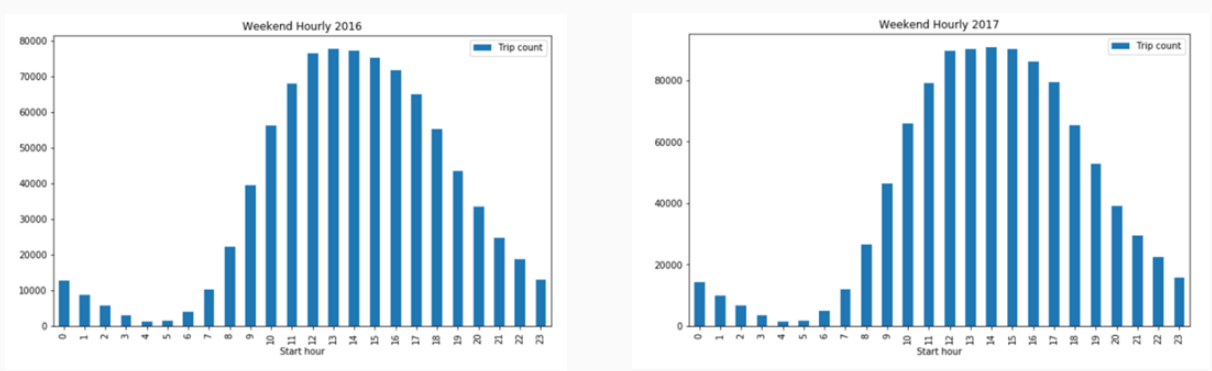 Weekend Hourly 2016
Trip count
80000
70000
60000
50000
40000
30000
20000
10000
0
0 1 2 3 4 5 6 7 8 9 10 11 12 13 14 15 16 17 18 19 20 21 22 23
Start hour
Weekend Hourly 2017
Trip count
80000
60000
40000
20000
0
0 1 2 3 4 5 6 7 8 9 10 11 12 13 14 15 16 17 18 19 20 21 22 23
Start hour